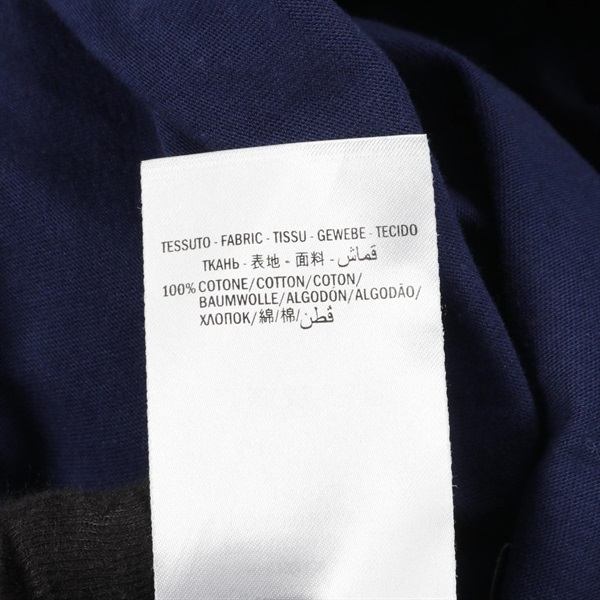 TESSUTO - FABRIC - TISSU - GEWEBE - TECIDO
ТКАНЬ - 表地 - 面料 - قماش
100% COTONE/COTTON/COTON/
BAUMWOLLE/ALGODÓN/ALGODÃO/
ХЛОПОК/綿/棉/قطن